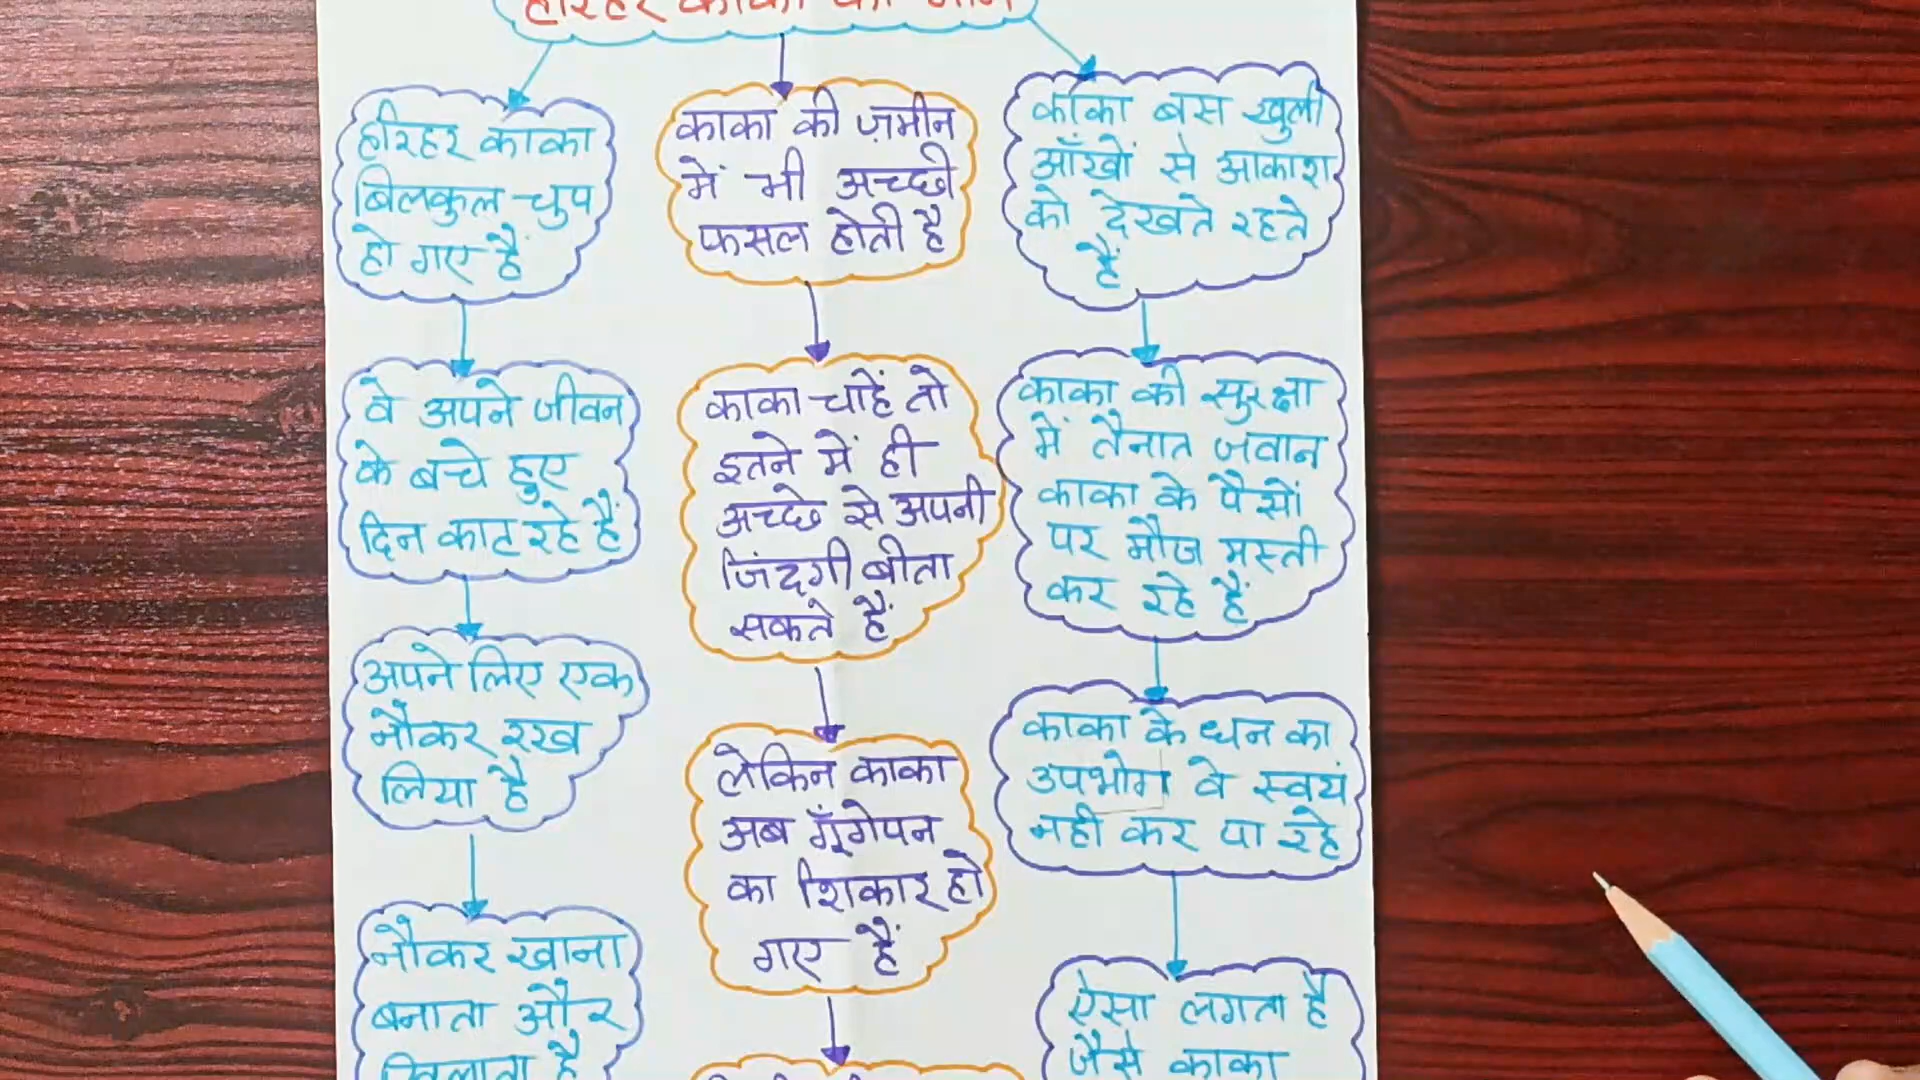 हरिहर काका का मौन
हरिहर काका
बिलकुल चुप
हो गए हैं
वे अपने जीवन
के बचे हुए
दिन काट रहे हैं
अपने लिए एक
नौकर रख
लिया है
नौकर खाना
बनाता और
खिलाता है
काका की ज़मीन
में भी अच्छी
फसल होती है
काका चाहें तो
इतने में ही
अच्छे से अपनी
जिंदगी बीता
सकते हैं
लेकिन काका
अब गूँगेपन
का शिकार हो
गए हैं
काका बस खुली
आँखों से आकाश
को देखते रहते
हैं
काका की सुरक्षा
में तैनात जवान
काका के पैसों
पर मौज मस्ती
कर रहे हैं
काका के धन का
उपभोग वे स्वयं
नही कर पा रहे
ऐसा लगता है
जैसे काका